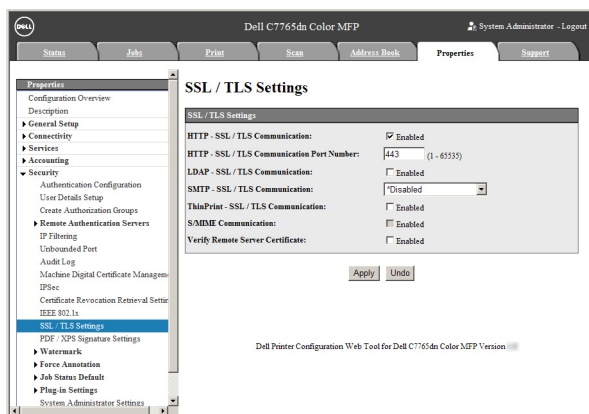 DELL
Dell C7765dn Color MFP
System Administrator - Logout
Status
Jobs
Print
Scan
Address Book
Properties
Support
Properties
Configuration Overview
Description
General Setup
Connectivity
Services
Accounting
Security
Authentication Configuration
User Details Setup
Create Authorization Groups
Remote Authentication Servers
IP Filtering
Unbounded Port
Audit Log
Machine Digital Certificate Managem
IPSec
Certificate Revocation Retrieval Settin
IEEE 802.1x
SSL / TLS Settings
PDF / XPS Signature Settings
Watermark
Force Annotation
Job Status Default
Plug-in Settings
System Administrator Settings
SSL / TLS Settings
SSL / TLS Settings
HTTP - SSL / TLS Communication: Enabled
HTTP - SSL / TLS Communication Port Number: 443 (1 - 65535)
LDAP - SSL / TLS Communication: Enabled
SMTP - SSL / TLS Communication: *Disabled
ThinPrint - SSL / TLS Communication: Enabled
S/MIME Communication: Enabled
Verify Remote Server Certificate: Enabled
Apply Undo
Dell Printer Configuration Web Tool for Dell C7765dn Color MFP Version